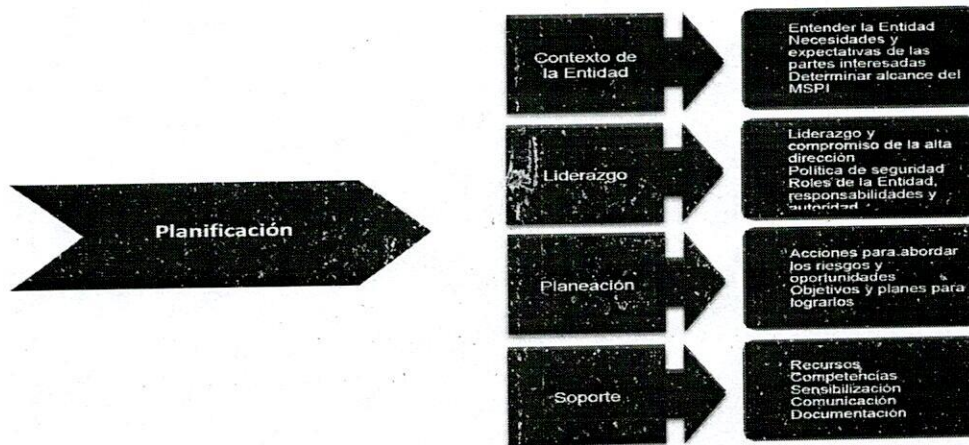 Planificación
Contexto de
la Entidad
Entender la Entidad
Necesidades y
expectativas de las
partes interesadas
Determinar alcance del
MSPI
Liderazgo
Liderazgo y
compromiso de la alta
dirección
Política de seguridad
Roles de la Entidad,
responsabilidades y
autoridad
Planeación
Acciones para abordar
los riesgos y
oportunidades
Objetivos y planes para
lograrlos
Soporte
Recursos
Competencias
Sensibilización
Comunicación
Documentación